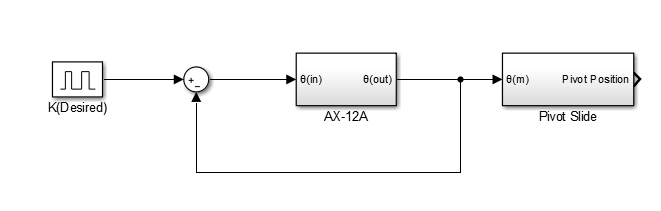 K(Desired)
+
−
θ(in)
θ(out)
AX-12A
θ(m)
Pivot Position
Pivot Slide